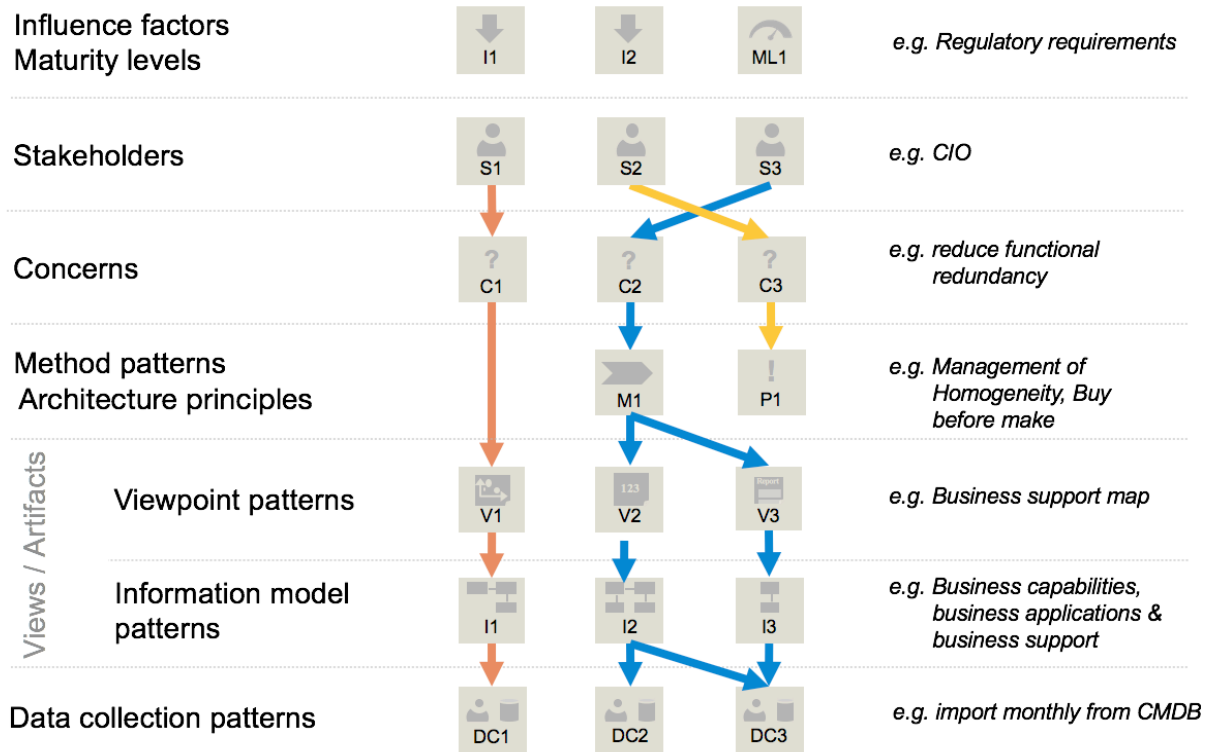 Influence factors
Maturity levels
I1
I2
ML1
e.g. Regulatory requirements
Stakeholders
S1
S2
S3
e.g. CIO
Concerns
?
C1
?
C2
?
C3
e.g. reduce functional
redundancy
Method patterns
Architecture principles
M1
!
P1
e.g. Management of
Homogeneity, Buy
before make
Views / Artifacts
Viewpoint patterns
V1
123
V2
Report
V3
e.g. Business support map
Information model
patterns
I1
I2
I3
e.g. Business capabilities,
business applications &
business support
Data collection patterns
DC1
DC2
DC3
e.g. import monthly from CMDB